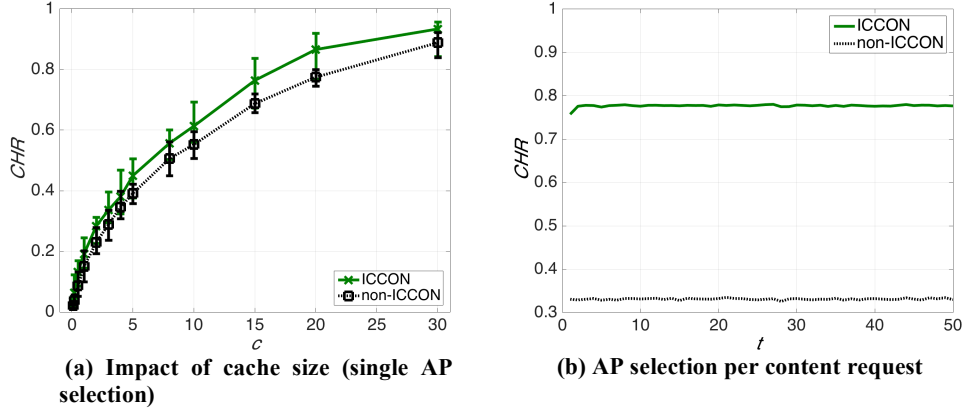 1
0.8
0.6
0.4
0.2
0
CHR
0
5
10
15
20
25
30
c
ICCON
non-ICCON
(a) Impact of cache size (single AP
selection)
1
0.9
0.8
0.7
0.6
0.5
0.4
0.3
CHR
0
10
20
30
40
50
t
ICCON
non-ICCON
(b) AP selection per content request